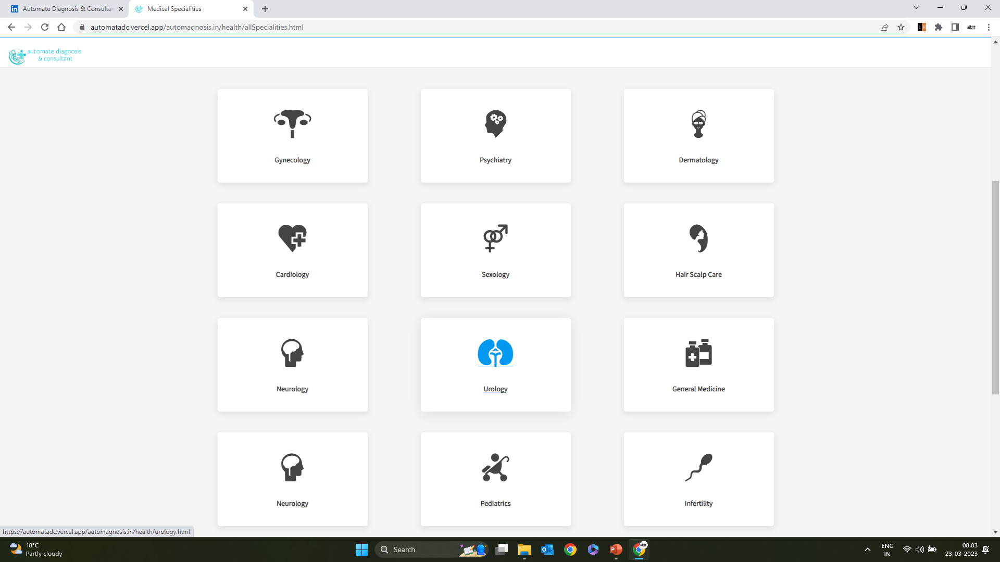 Automate Diagnosis & Consultan
Medical Specialities
automatadc.vercel.app/automagnosis.in/health/allSpecialities.html
automate diagnosis
& consultant
Gynecology
Psychiatry
Dermatology
Cardiology
Sexology
Hair Scalp Care
Neurology
Urology
General Medicine
Neurology
Pediatrics
Infertility
https://automatadc.vercel.app/automagnosis.in/health/urology.html
18°C
Partly cloudy
Search
ENG
IN
08:03
23-03-2023